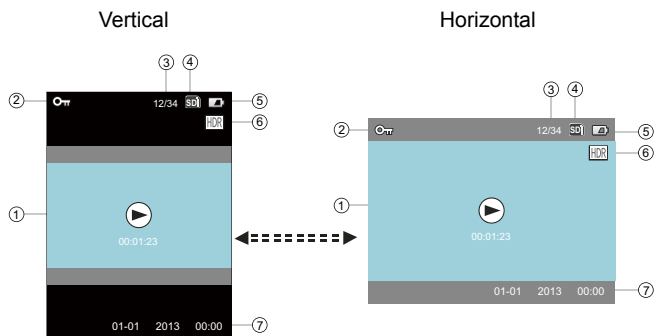 Vertical
Horizontal
③ ④
② 12/34 SD ⑤
HDR ⑥
①
00:01:23
01-01 2013 00:00 ⑦
③ ④
② 12/34 SD ⑤
HDR ⑥
①
00:01:23
01-01 2013 00:00 ⑦